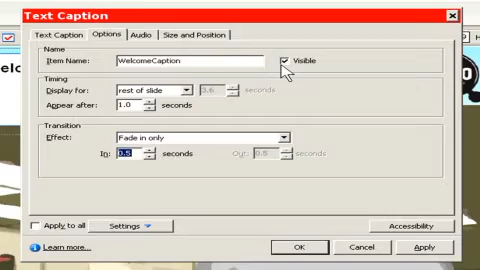 Text Caption
Text Caption Options Audio Size and Position
Name
Item Name: WelcomeCaption Visible
Timing
Display for: rest of slide 3.6 seconds
Appear after: 1.0 seconds
Transition
Effect: Fade in only
In: 0.5 seconds Out: 0.5 seconds
Apply to all Settings Accessibility
Learn more... OK Cancel Apply